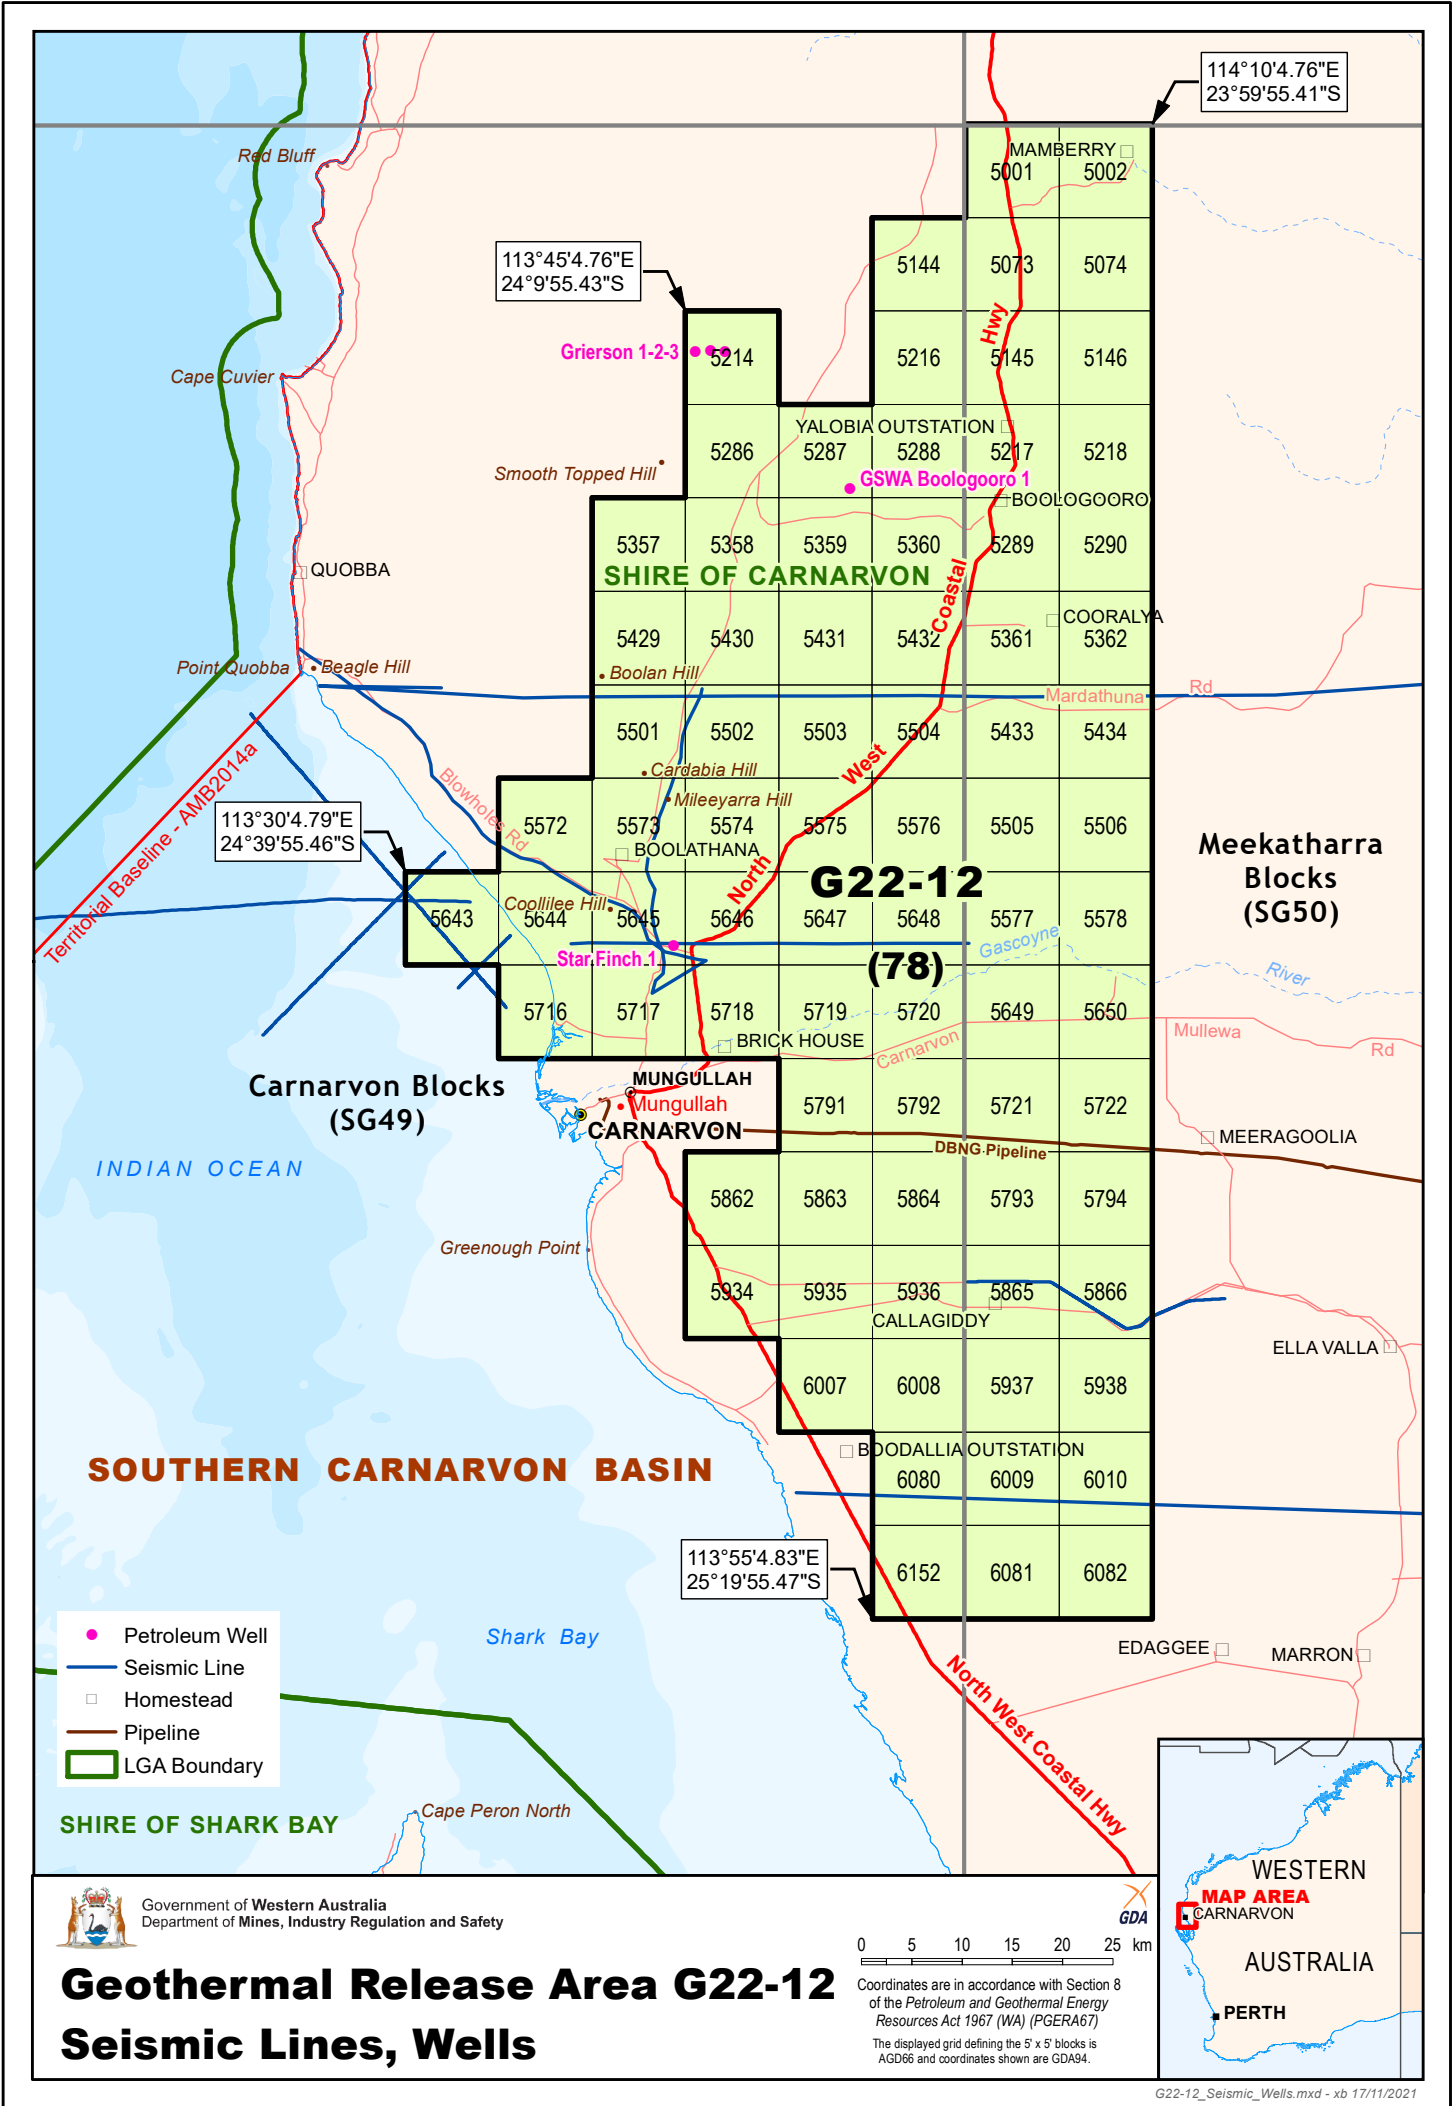 114°10'4.76"E
23°59'55.41"S
Red Bluff
MAMBERRY
5001
5002
113°45'4.76"E
24°9'55.43"S
5144
5073
5074
Hwy
Grierson 1-2-3
5214
5216
5145
5146
Cape Cuvier
YALOBIA OUTSTATION
5286
5287
5288
5217
5218
Smooth Topped Hill
GSWA Boologooro 1
BOOLOGOORO
5357
5358
5359
5360
5289
5290
QUOBBA
SHIRE OF CARNARVON
Coastal
COORALYA
5429
5430
5431
5432
5361
5362
Point Quobba
Beagle Hill
Boolan Hill
Mardathuna
Rd
5501
5502
5503
5504
5433
5434
Territorial Baseline - AMB2014a
West
Cardabia Hill
Blowholes Rd
Mileeyarra Hill
113°30'4.79"E
24°39'55.46"S
5572
5573
5574
5575
5576
5505
5506
BOOLATHANA
Meekatharra
Blocks
(SG50)
North
G22-12
Coollilee Hill
5643
5644
5645
5646
5647
5648
5577
5578
Gascoyne
River
Star Finch 1
(78)
5716
5717
5718
5719
5720
5649
5650
Mullewa
Rd
BRICK HOUSE
Carnarvon
Carnarvon Blocks
(SG49)
MUNGULLAH
Mungullah
CARNARVON
5791
5792
5721
5722
MEERAGOOLIA
DBNG Pipeline
INDIAN OCEAN
5862
5863
5864
5793
5794
Greenough Point
5934
5935
5936
5865
5866
CALLAGIDDY
ELLA VALLA
6007
6008
5937
5938
BOODALLIA OUTSTATION
SOUTHERN CARNARVON BASIN
6080
6009
6010
113°55'4.83"E
25°19'55.47"S
6152
6081
6082
Shark Bay
EDAGGEE
MARRON
North West Coastal Hwy
Petroleum Well
Seismic Line
Homestead
Pipeline
LGA Boundary
Cape Peron North
SHIRE OF SHARK BAY
WESTERN
MAP AREA
CARNARVON
AUSTRALIA
PERTH
Government of Western Australia
Department of Mines, Industry Regulation and Safety
GDA
0 5 10 15 20 25 km
Geothermal Release Area G22-12
Seismic Lines, Wells
Coordinates are in accordance with Section 8
of the Petroleum and Geothermal Energy
Resources Act 1967 (WA) (PGERA67)
The displayed grid defining the 5' x 5' blocks is
AGD66 and coordinates shown are GDA94.
G22-12_Seismic_Wells.mxd - xb 17/11/2021